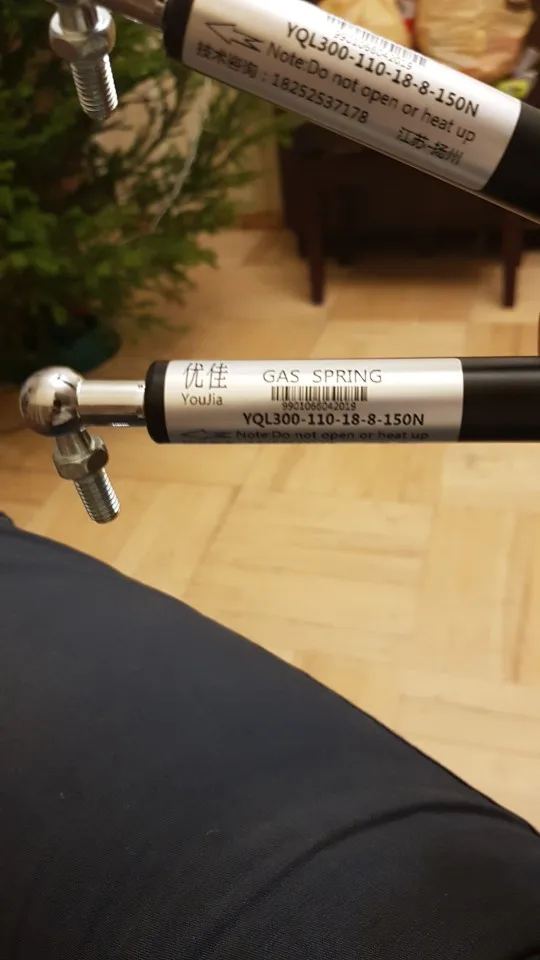 9901066042019
YQL300-110-18-8-150N
Note:Do not open or heat up
技术咨询：18252537178 江苏-扬州
优佳 GAS SPRING
YouJia
9901066042019
YQL300-110-18-8-150N
Note:Do not open or heat up